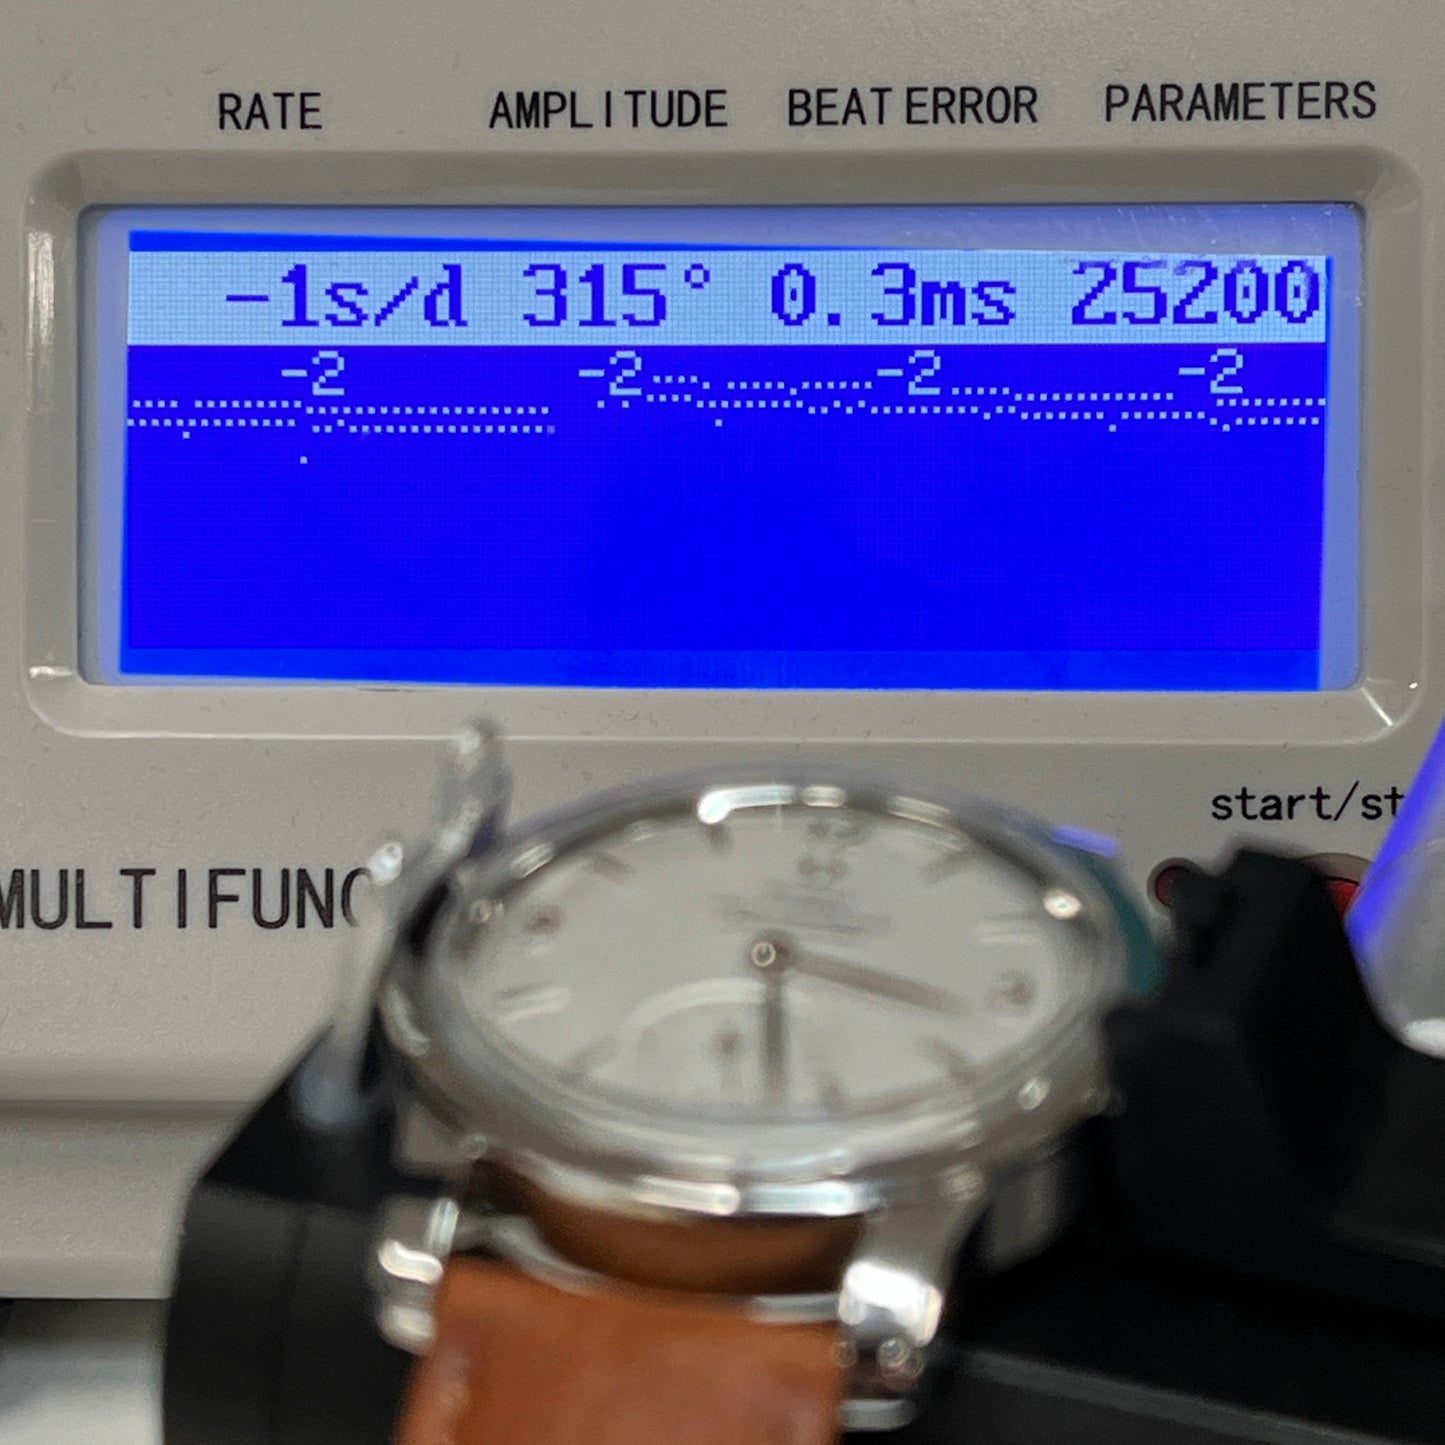 RATE AMPLITUDE BEAT ERROR PARAMETERS
-1s/d 315° 0.3ms 25200
-2 -2 -2 -2
start/st
MULTIFUNC